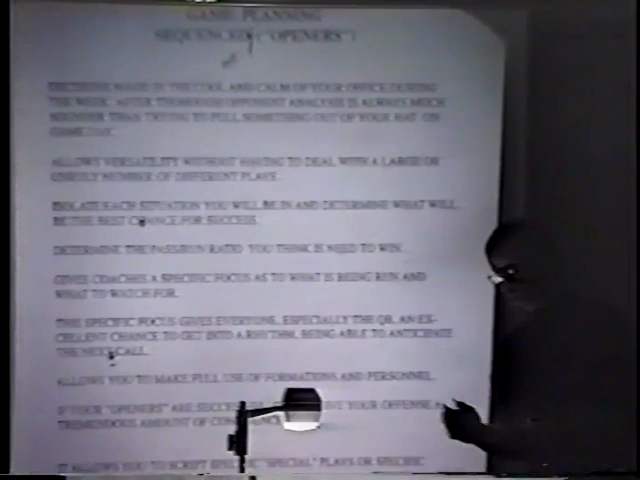 GAME PLANNING
SEQUENCED ("OPENERS")
DECISIONS MADE IN THE COOL AND CALM OF YOUR OFFICE DURING
THE WEEK AFTER THOROUGH OPPONENT ANALYSIS IS ALWAYS MUCH
SOUNDER THAN TRYING TO PULL SOMETHING OUT OF YOUR HAT ON
GAME DAY.
ALLOWS VERSATILITY WITHOUT HAVING TO DEAL WITH A LARGE OR
UNRULY NUMBER OF DIFFERENT PLAYS.
ISOLATE EACH SITUATION YOU WILL BE IN AND DETERMINE WHAT WILL
BE THE BEST CHANCE FOR SUCCESS.
DETERMINE THE PASS/RUN RATIO YOU THINK IS NEED TO WIN.
GIVES COACHES A SPECIFIC FOCUS AS TO WHAT IS BEING RUN AND
WHAT TO WATCH FOR.
THIS SPECIFIC FOCUS GIVES EVERYONE, ESPECIALLY THE QB, AN EX-
CELLENT CHANCE TO GET INTO A RHYTHM, BEING ABLE TO ANTICIPATE
THE NEXT CALL.
ALLOWS YOU TO MAKE FULL USE OF FORMATIONS AND PERSONNEL.
IF YOUR "OPENERS" ARE YOUR OFFENSE A
TREMENDOUS AMOUNT OF
IT ALLOWS YOU TO SCRIPT "SPECIAL" PLAYS OR SPECIFIC